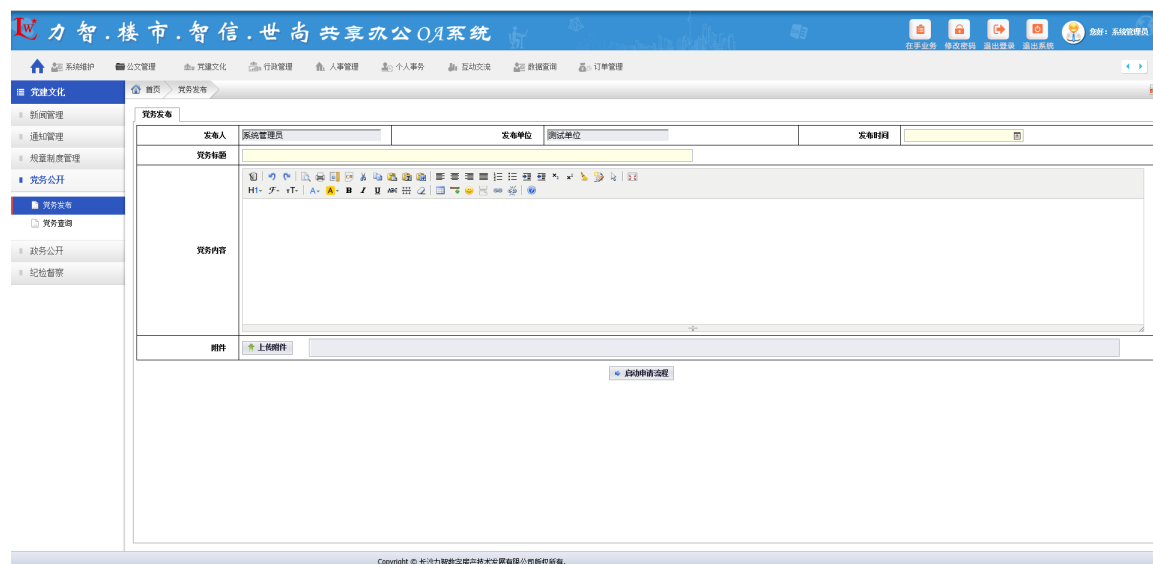 力智.楼市.智信.世尚共享办公OA系统
在手业务 修改密码 退出登录 退出系统 您好：系统管理员
系统维护 公文管理 党建文化 行政管理 人事管理 个人事务 互动交流 数据查询 订单管理
党建文化
首页 党务发布
新闻管理
通知管理
规章制度管理
党务公开
党务发布
党务查询
政务公开
纪检督察
党务发布
发布人 系统管理员 发布单位 测试单位 发布时间
党务标题
H1 T A A B I U ABC
党务内容
附件 上传附件
启动申请流程
Copyright © 长沙力智数字房产技术发展有限公司版权所有.